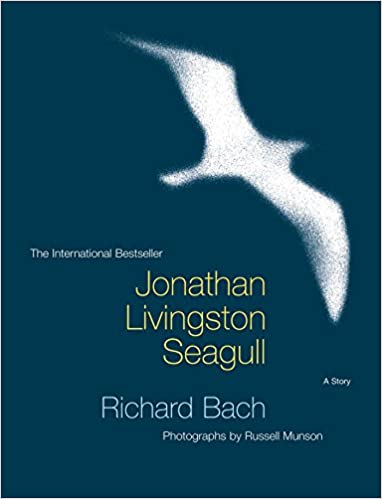 The International Bestseller
Jonathan
Livingston
Seagull
A Story
Richard Bach
Photographs by Russell Munson